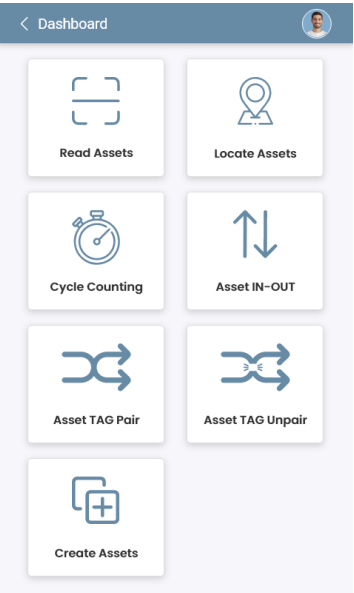 Dashboard
Read Assets
Locate Assets
Cycle Counting
Asset IN-OUT
Asset TAG Pair
Asset TAG Unpair
Create Assets